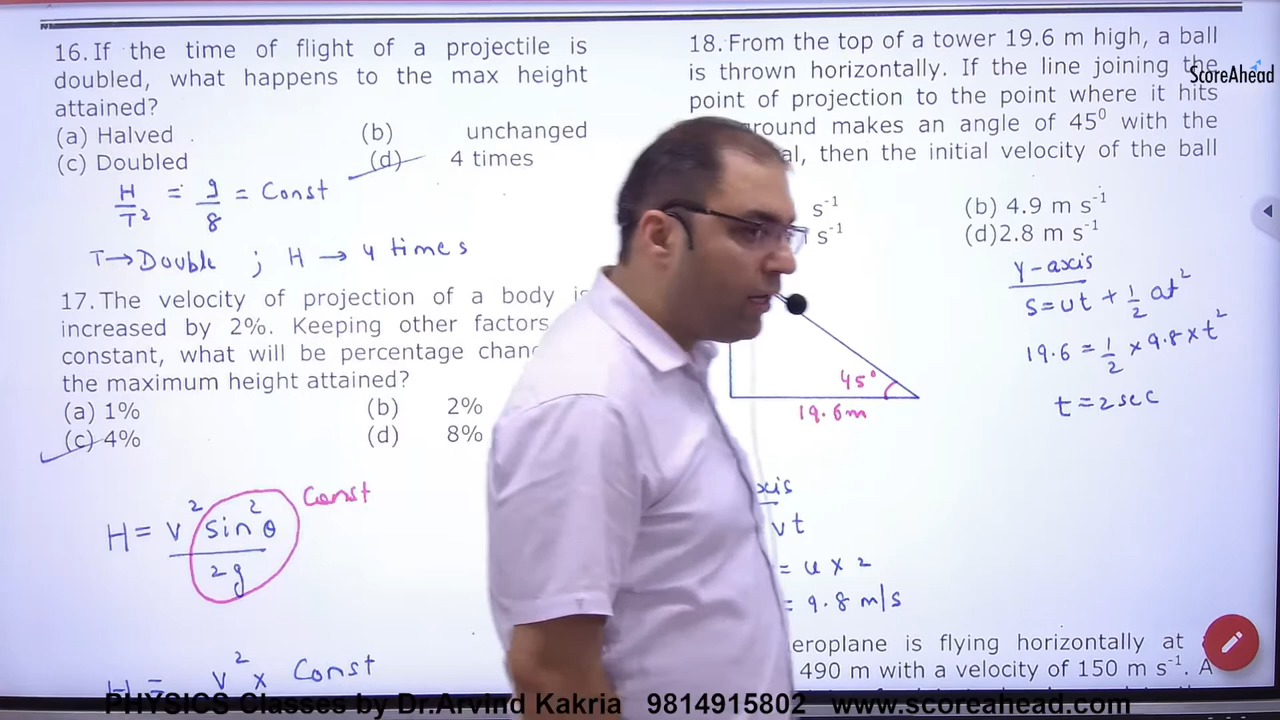 16. If the time of flight of a projectile is
doubled, what happens to the max height
attained?
(a) Halved
(b) unchanged
(c) Doubled
(d) 4 times
H/T² = g/8 = Const
T→Double ; H → 4 times
17. The velocity of projection of a body
increased by 2%. Keeping other factors
constant, what will be percentage
the maximum height attained?
(a) 1%
(b) 2%
(c) 4%
(d) 8%
H = v² sin²θ / 2g
Const
v² × Const
18. From the top of a tower 19.6 m high, a ball
is thrown horizontally. If the line joining the
point of projection to the point where it hits
ground makes an angle of 45⁰ with the
then the initial velocity of the ball
s⁻¹
(b) 4.9 m s⁻¹
s⁻¹
(d)2.8 m s⁻¹
Y-axis
s=ut + 1/2 at²
19.6 = 1/2 × 9.8 × t²
t = 2 sec
45°
19.6m
vt
= u × 2
= 9.8 m/s
is flying horizontally at
490 m with a velocity of 150 m s⁻¹. A
ScoreAhead
PHYSICS Classes by Dr.Arvind Kakria 9814915802 www.scoreahead.com